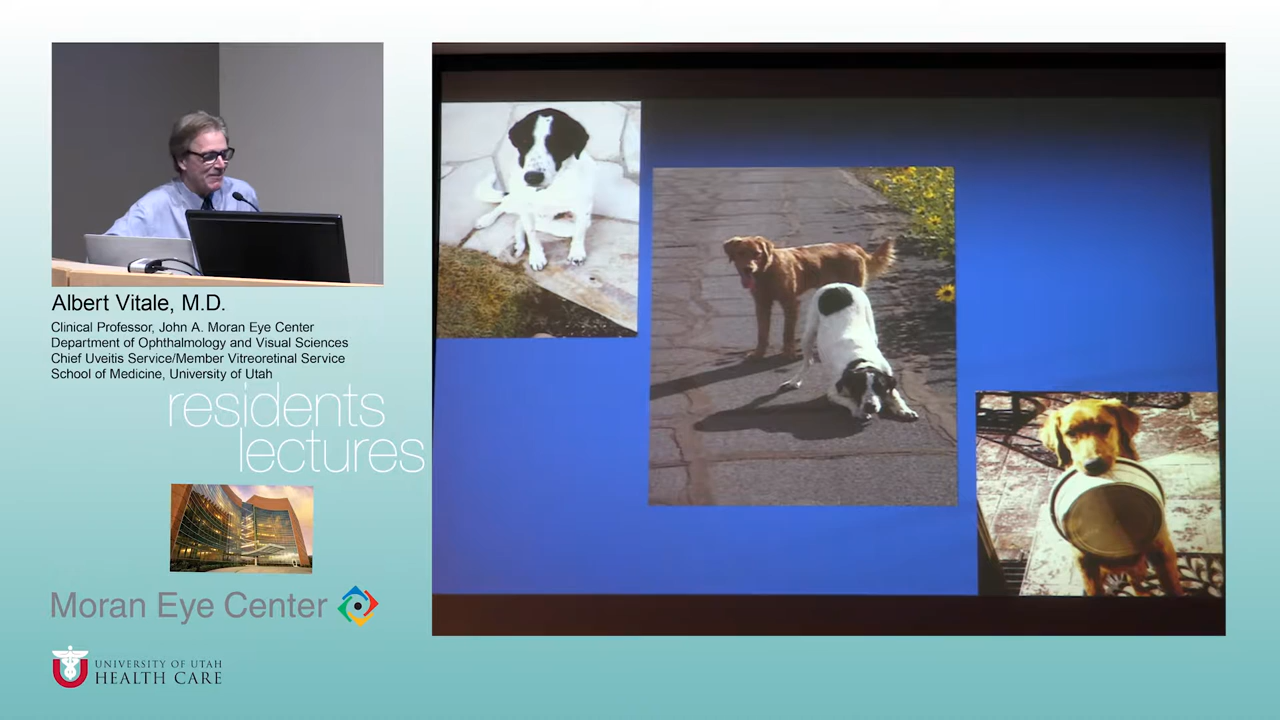 Albert Vitale, M.D.
Clinical Professor, John A. Moran Eye Center
Department of Ophthalmology and Visual Sciences
Chief Uveitis Service/Member Vitreoretinal Service
School of Medicine, University of Utah
residents
lectures
Moran Eye Center
U
UNIVERSITY OF UTAH
HEALTH CARE